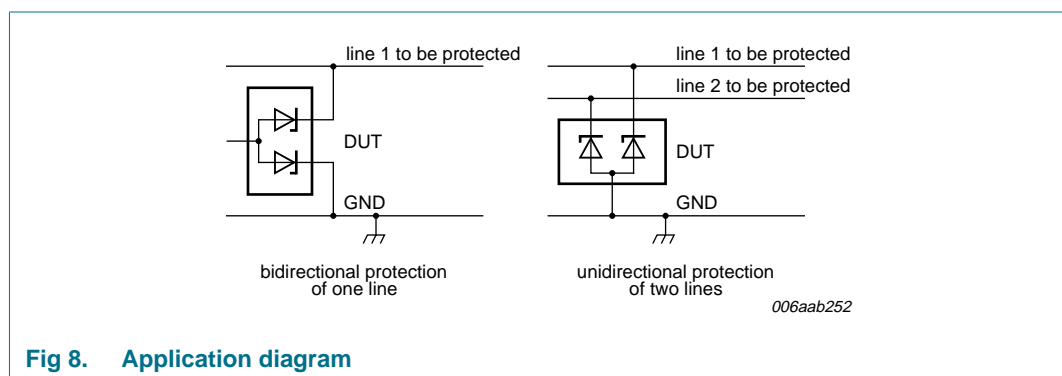 line 1 to be protected
DUT
GND
bidirectional protection
of one line
line 1 to be protected
line 2 to be protected
DUT
GND
unidirectional protection
of two lines
006aab252
Fig 8. Application diagram